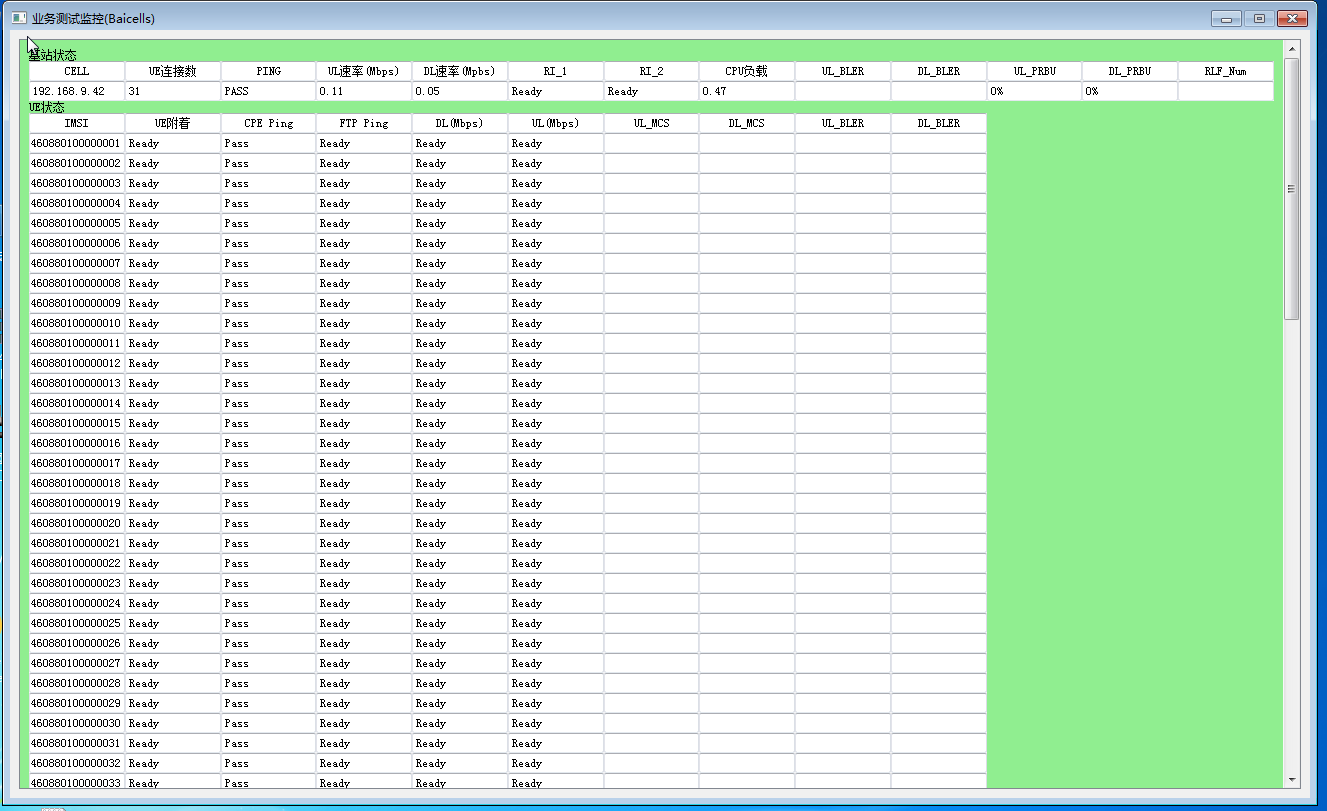 业务测试监控(Baicells)
基站状态
CELL UE连接数 PING UL速率(Mbps) DL速率(Mpbs) RI_1 RI_2 CPU负载 UL_BLER DL_BLER UL_PRBU DL_PRBU RLF_Num
192.168.9.42 31 PASS 0.11 0.05 Ready Ready 0.47 0% 0%
UE状态
IMSI UE附着 CPE Ping FTP Ping DL(Mbps) UL(Mbps) UL_MCS DL_MCS UL_BLER DL_BLER
460880100000001 Ready Pass Ready Ready Ready
460880100000002 Ready Pass Ready Ready Ready
460880100000003 Ready Pass Ready Ready Ready
460880100000004 Ready Pass Ready Ready Ready
460880100000005 Ready Pass Ready Ready Ready
460880100000006 Ready Pass Ready Ready Ready
460880100000007 Ready Pass Ready Ready Ready
460880100000008 Ready Pass Ready Ready Ready
460880100000009 Ready Pass Ready Ready Ready
460880100000010 Ready Pass Ready Ready Ready
460880100000011 Ready Pass Ready Ready Ready
460880100000012 Ready Pass Ready Ready Ready
460880100000013 Ready Pass Ready Ready Ready
460880100000014 Ready Pass Ready Ready Ready
460880100000015 Ready Pass Ready Ready Ready
460880100000016 Ready Pass Ready Ready Ready
460880100000017 Ready Pass Ready Ready Ready
460880100000018 Ready Pass Ready Ready Ready
460880100000019 Ready Pass Ready Ready Ready
460880100000020 Ready Pass Ready Ready Ready
460880100000021 Ready Pass Ready Ready Ready
460880100000022 Ready Pass Ready Ready Ready
460880100000023 Ready Pass Ready Ready Ready
460880100000024 Ready Pass Ready Ready Ready
460880100000025 Ready Pass Ready Ready Ready
460880100000026 Ready Pass Ready Ready Ready
460880100000027 Ready Pass Ready Ready Ready
460880100000028 Ready Pass Ready Ready Ready
460880100000029 Ready Pass Ready Ready Ready
460880100000030 Ready Pass Ready Ready Ready
460880100000031 Ready Pass Ready Ready Ready
460880100000032 Ready Pass Ready Ready Ready
460880100000033 Ready Pass Ready Ready Ready